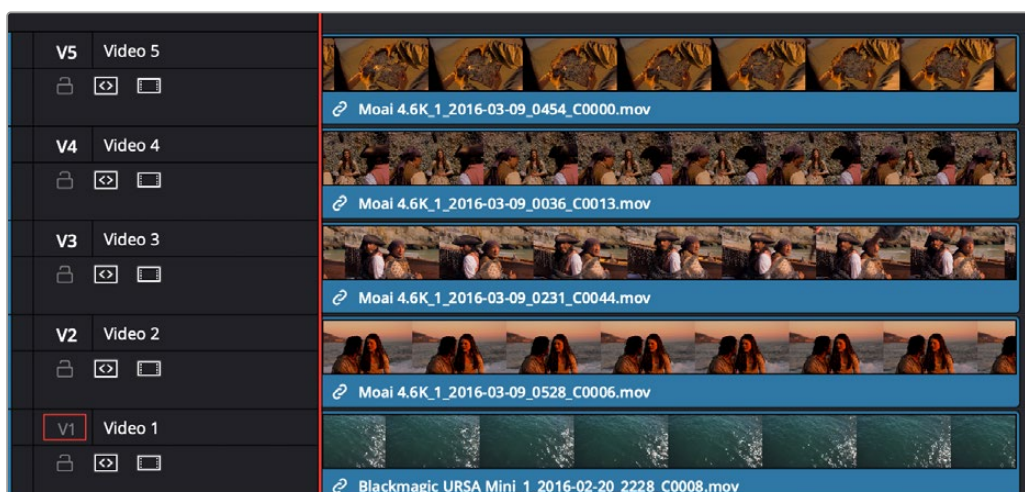 V5 Video 5
Moai 4.6K_1_2016-03-09_0454_C0000.mov
V4 Video 4
Moai 4.6K_1_2016-03-09_0036_C0013.mov
V3 Video 3
Moai 4.6K_1_2016-03-09_0231_C0044.mov
V2 Video 2
Moai 4.6K_1_2016-03-09_0528_C0006.mov
V1 Video 1
Blackmagic URSA Mini_1_2016-02-20_2228_C0008.mov